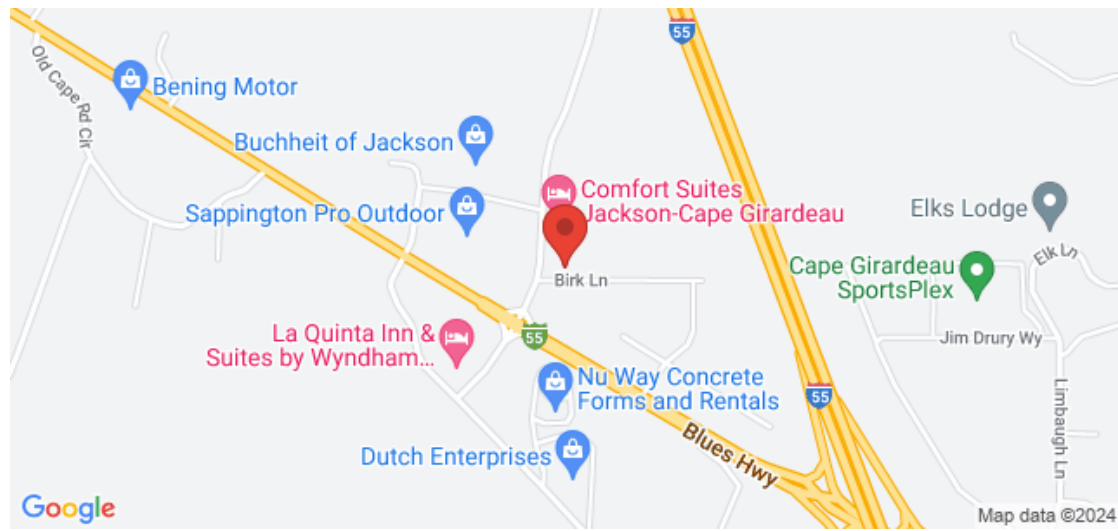 55
Old Cape Rd Cir
Bening Motor
Buchheit of Jackson
Comfort Suites
Jackson-Cape Girardeau
Sappington Pro Outdoor
Elks Lodge
Elk Ln
Cape Girardeau
SportsPlex
Birk Ln
La Quinta Inn &
Suites by Wyndham...
55
Jim Drury Wy
Nu Way Concrete
Forms and Rentals
55
Limbaugh Ln
Blues Hwy
Dutch Enterprises
Google
Map data ©2024